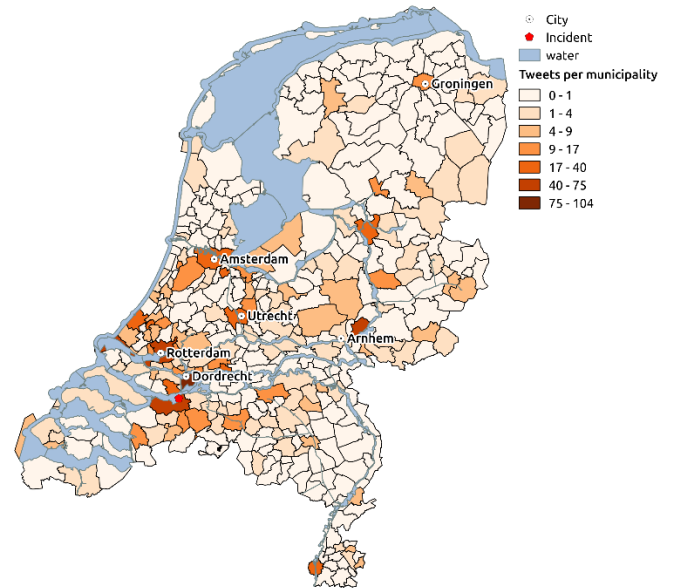 City
Incident
water
Tweets per municipality
0 - 1
1 - 4
4 - 9
9 - 17
17 - 40
40 - 75
75 - 104
Groningen
Amsterdam
Utrecht
Arnhem
Rotterdam
Dordrecht